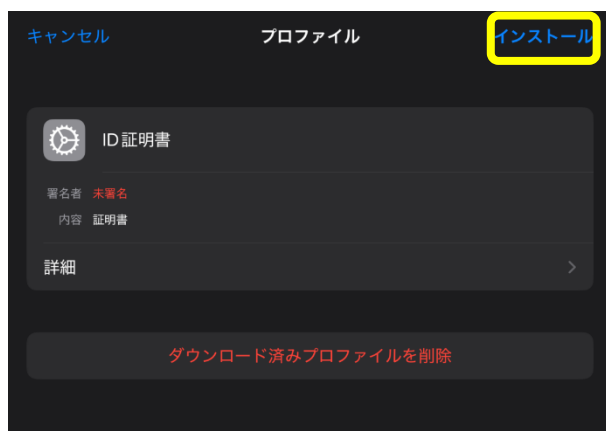 キャンセル プロファイル インストール
ID 証明書
署名者 未署名
内容 証明書
詳細
ダウンロード済みプロファイルを削除